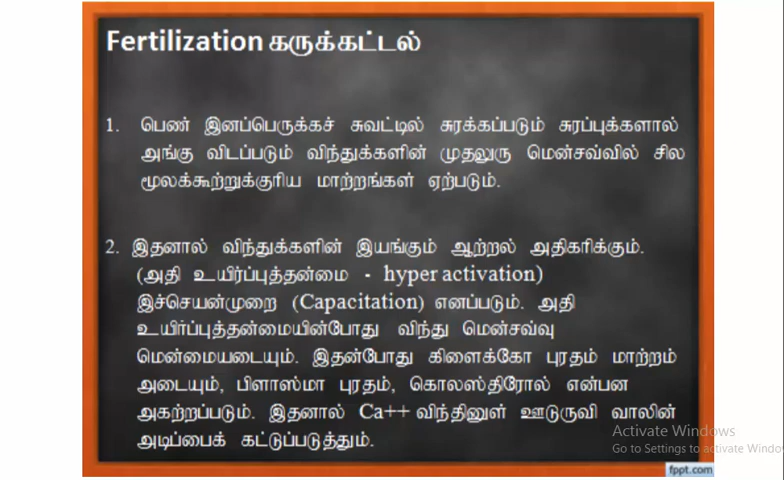 Fertilization கருக்கட்டல்
1. பெண் இனப்பெருக்கச் சுவட்டில் சுரக்கப்படும் சுரப்புக்களால்
அங்கு விடப்படும் விந்துக்களின் முதலுரு மென்சவ்வில் சில
மூலக்கூற்றுக்குரிய மாற்றங்கள் ஏற்படும்.
2. இதனால் விந்துக்களின் இயங்கும் ஆற்றல் அதிகரிக்கும்.
(அதி உயிர்ப்புத்தன்மை - hyper activation)
இச்செயன்முறை (Capacitation) எனப்படும். அதி
உயிர்ப்புத்தன்மையின்போது விந்து மென்சவ்வு
மென்மையடையும். இதன்போது கிளைக்கோ புரதம் மாற்றம்
அடையும், பிளாஸ்மா புரதம், கொலஸ்திரோல் என்பன
அகற்றப்படும். இதனால் Ca++ விந்தினுள் ஊடுருவி வாலின்
அடிப்பைக் கட்டுப்படுத்தும்.
Activate Windows
Go to Settings to activate Windo
fppt.com